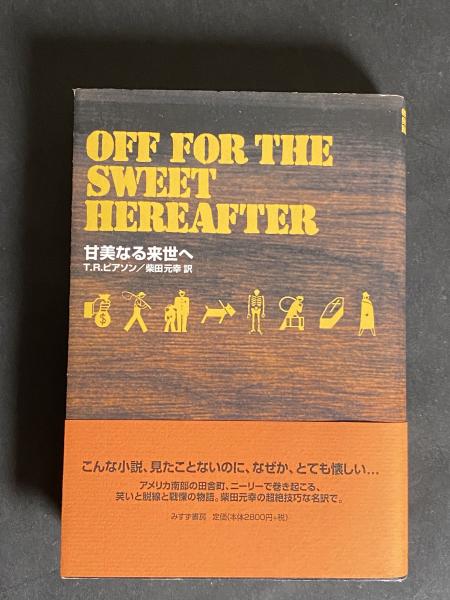 OFF FOR THE
SWEET
HEREAFTER
甘美なる来世へ
T.R.ピアソン／柴田元幸 訳
$
こんな小説、見たことないのに、なぜか、とても懐しい…
アメリカ南部の田舎町、ニーリーで巻き起こる、
笑いと脱線と戦慄の物語。柴田元幸の超絶技巧な名訳で。
みすず書房 定価(本体2800円+税)